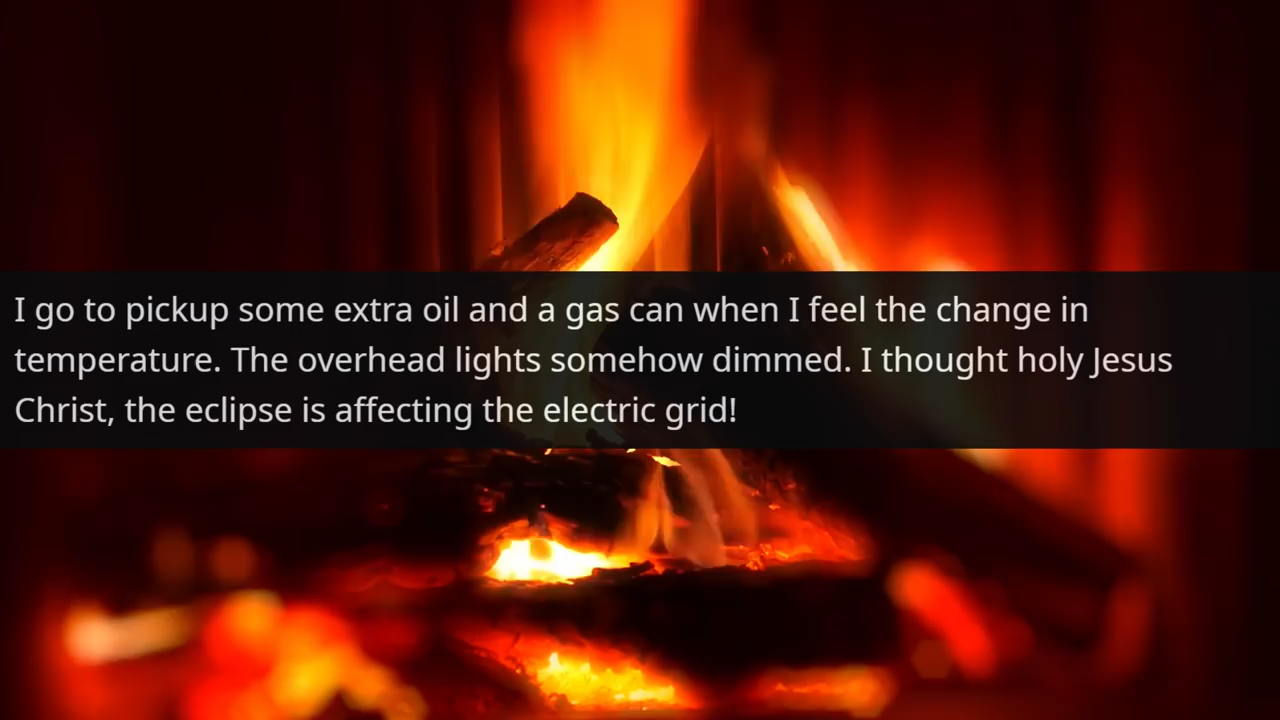 I go to pickup some extra oil and a gas can when I feel the change in
temperature. The overhead lights somehow dimmed. I thought holy Jesus
Christ, the eclipse is affecting the electric grid!